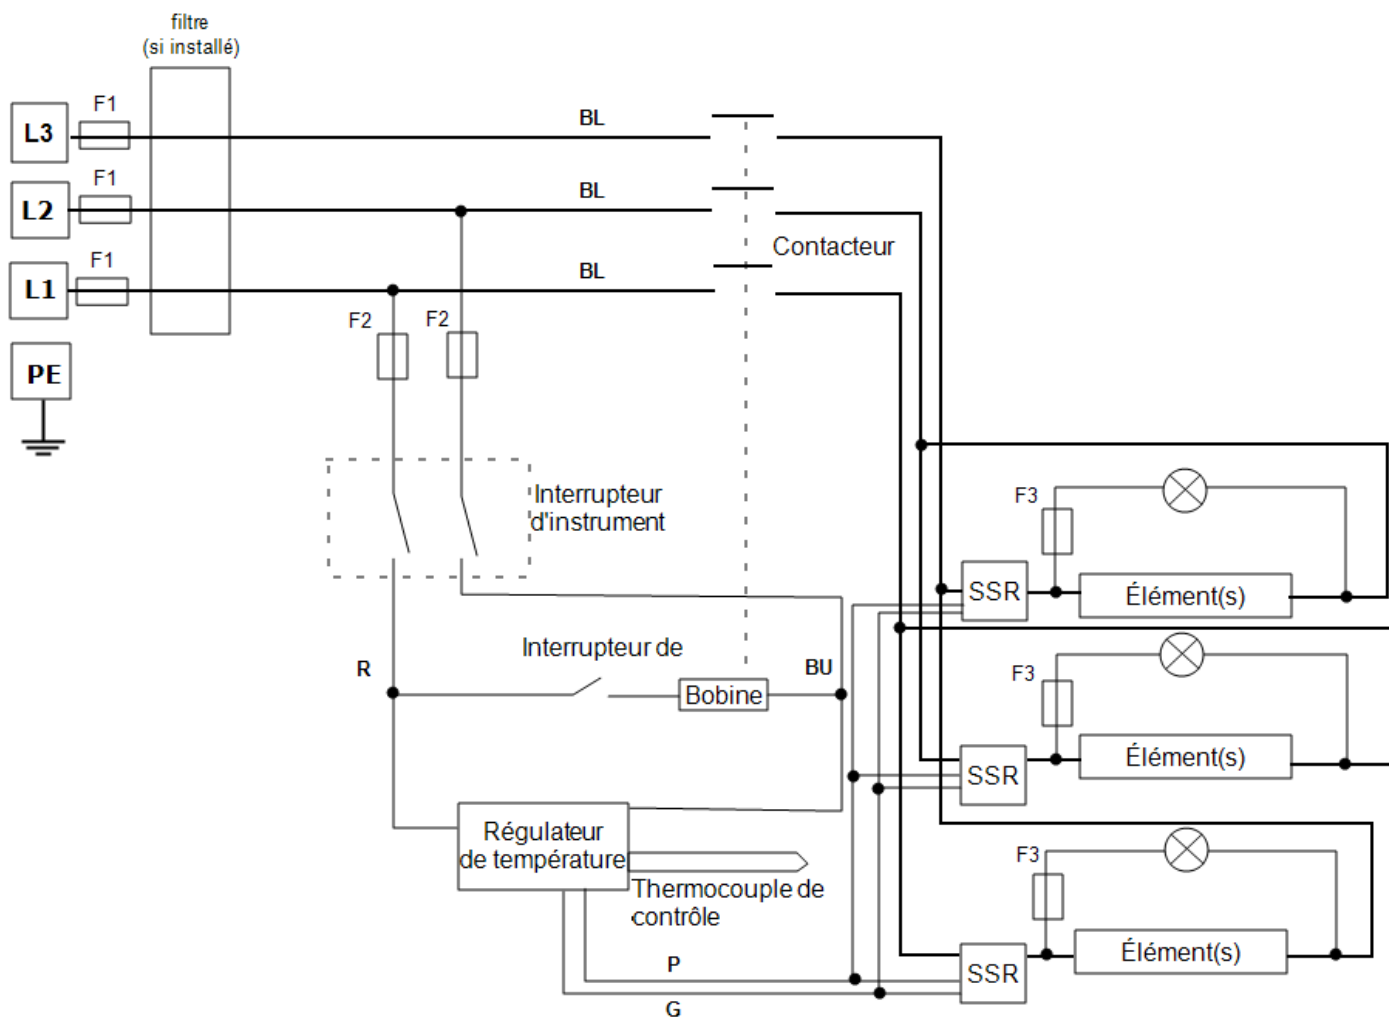 filtre
(si installé)
F1
L3
BL
F1
L2
BL
Contacteur
F1
L1
BL
F2
F2
PE
Interrupteur
d'instrument
F3
SSR
Élément(s)
Interrupteur de
R
BU
Bobine
F3
SSR
Élément(s)
Régulateur
de température
Thermocouple de
contrôle
F3
SSR
Élément(s)
P
G